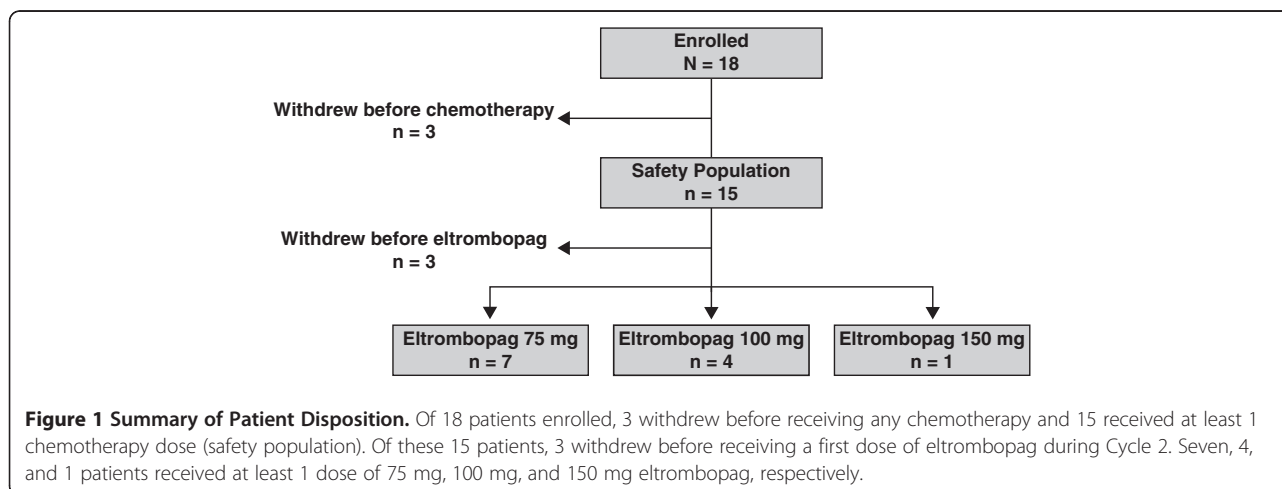 Enrolled
N = 18
Withdrew before chemotherapy
n = 3
Safety Population
n = 15
Withdrew before eltrombopag
n = 3
Eltrombopag 75 mg
n = 7
Eltrombopag 100 mg
n = 4
Eltrombopag 150 mg
n = 1
Figure 1 Summary of Patient Disposition. Of 18 patients enrolled, 3 withdrew before receiving any chemotherapy and 15 received at least 1
chemotherapy dose (safety population). Of these 15 patients, 3 withdrew before receiving a first dose of eltrombopag during Cycle 2. Seven, 4,
and 1 patients received at least 1 dose of 75 mg, 100 mg, and 150 mg eltrombopag, respectively.